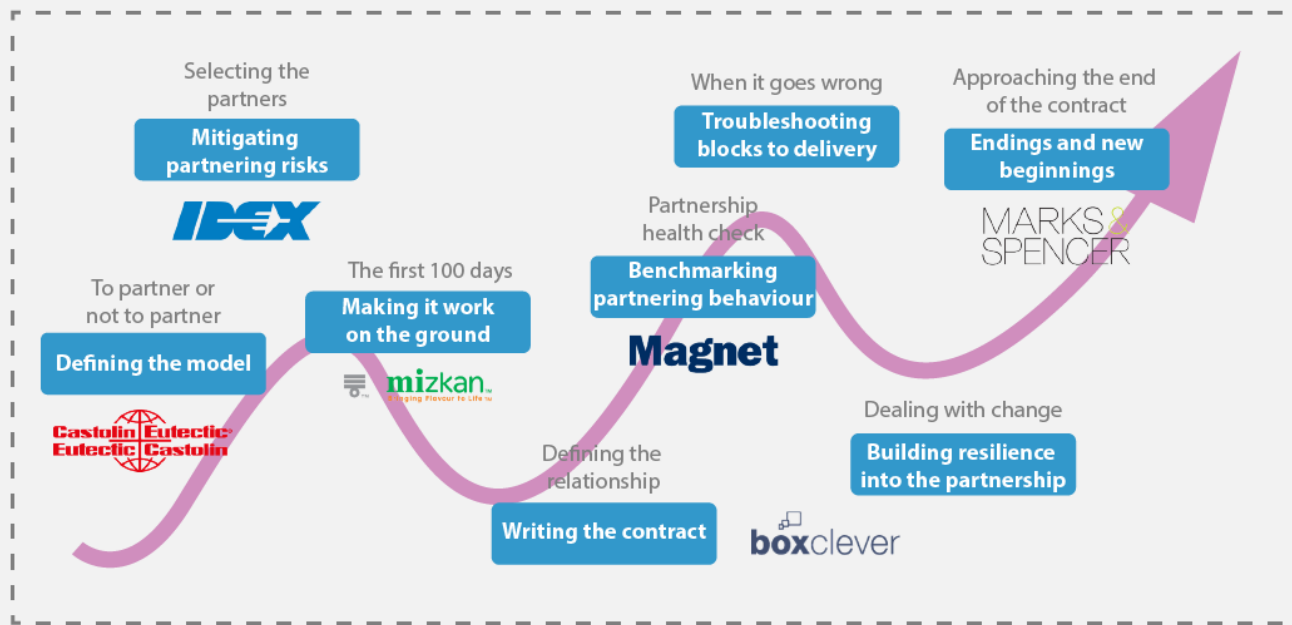 Selecting the
partners
Mitigating
partnering risks
IDEX
To partner or
not to partner
Defining the model
Castolin Eutectic®
Eutectic Castolin
The first 100 days
Making it work
on the ground
mizkan™
Bringing Flavour to Life™
Defining the
relationship
Writing the contract
Partnership
health check
Benchmarking
partnering behaviour
Magnet
When it goes wrong
Troubleshooting
blocks to delivery
Dealing with change
Building resilience
into the partnership
boxclever
Approaching the end
of the contract
Endings and new
beginnings
MARKS &
SPENCER